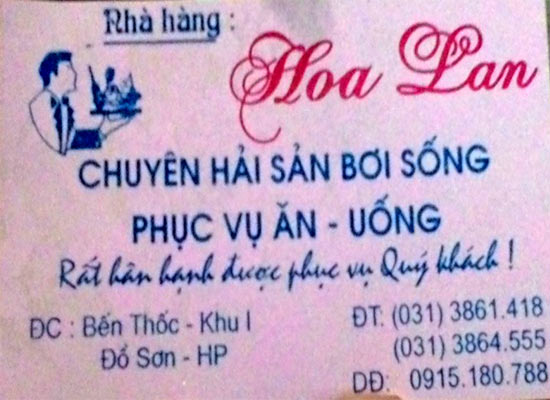 Nhà hàng :
Hoa Lan
CHUYÊN HẢI SẢN BƠI SỐNG
PHỤC VỤ ĂN - UỐNG
Rất hân hạnh được phục vụ Quý khách !
ĐC : Bến Thốc - Khu I
Đồ Sơn - HP
ĐT: (031) 3861.418
(031) 3864.555
DĐ: 0915.180.788